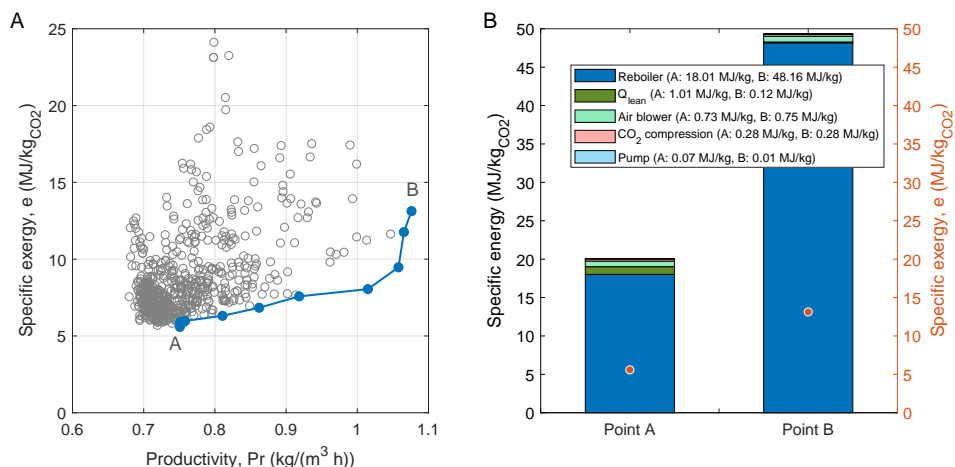 A
25
20
15
10
5
0
0.6 0.7 0.8 0.9 1 1.1
Productivity, Pr (kg/(m³ h))
Specific exergy, e (MJ/kg_CO2)
A
B
B
50
45
40
35
30
25
20
15
10
5
0
Specific energy (MJ/kg_CO2)
Reboiler (A: 18.01 MJ/kg, B: 48.16 MJ/kg)
Q_lean (A: 1.01 MJ/kg, B: 0.12 MJ/kg)
Air blower (A: 0.73 MJ/kg, B: 0.75 MJ/kg)
CO₂ compression (A: 0.28 MJ/kg, B: 0.28 MJ/kg)
Pump (A: 0.07 MJ/kg, B: 0.01 MJ/kg)
Point A Point B
50
45
40
35
30
25
20
15
10
5
0
Specific exergy, e (MJ/kg_CO2)